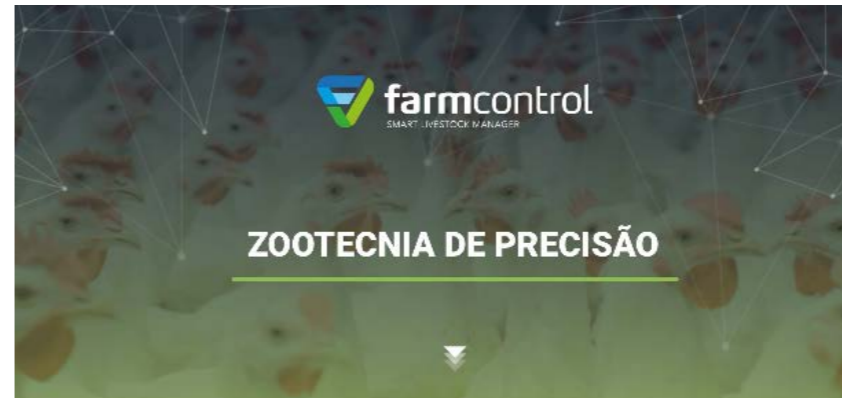 farmcontrol
SMART LIVESTOCK MANAGER
ZOOTECNIA DE PRECISÃO